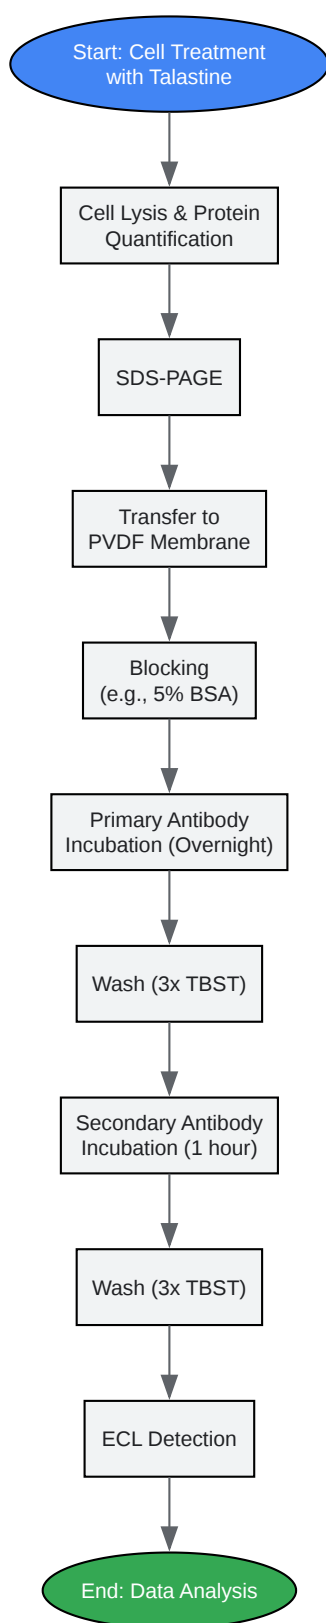 Start: Cell Treatment
with Talastine
Cell Lysis & Protein
Quantification
SDS-PAGE
Transfer to
PVDF Membrane
Blocking
(e.g., 5% BSA)
Primary Antibody
Incubation (Overnight)
Wash (3x TBST)
Secondary Antibody
Incubation (1 hour)
Wash (3x TBST)
ECL Detection
End: Data Analysis